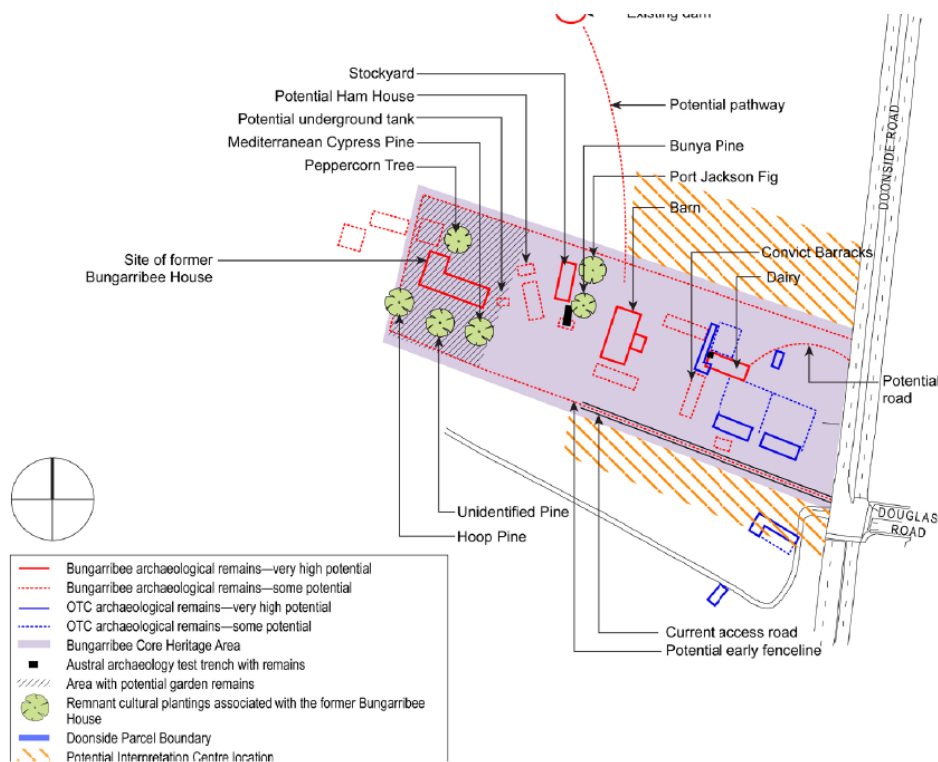 Existing dam
Stockyard
Potential Ham House
Potential underground tank
Mediterranean Cypress Pine
Peppercorn Tree
Potential pathway
Bunya Pine
Port Jackson Fig
Barn
DOONSIDE ROAD
Site of former
Bungarribee House
Convict Barracks
Dairy
Potential
road
Unidentified Pine
Hoop Pine
DOUGLAS
ROAD
Current access road
Potential early fenceline
Bungarribee archaeological remains—very high potential
Bungarribee archaeological remains—some potential
OTC archaeological remains—very high potential
OTC archaeological remains—some potential
Bungarribee Core Heritage Area
Austral archaeology test trench with remains
Area with potential garden remains
Remnant cultural plantings associated with the former Bungarribee
House
Doonside Parcel Boundary
Potential Interpretation Centre location